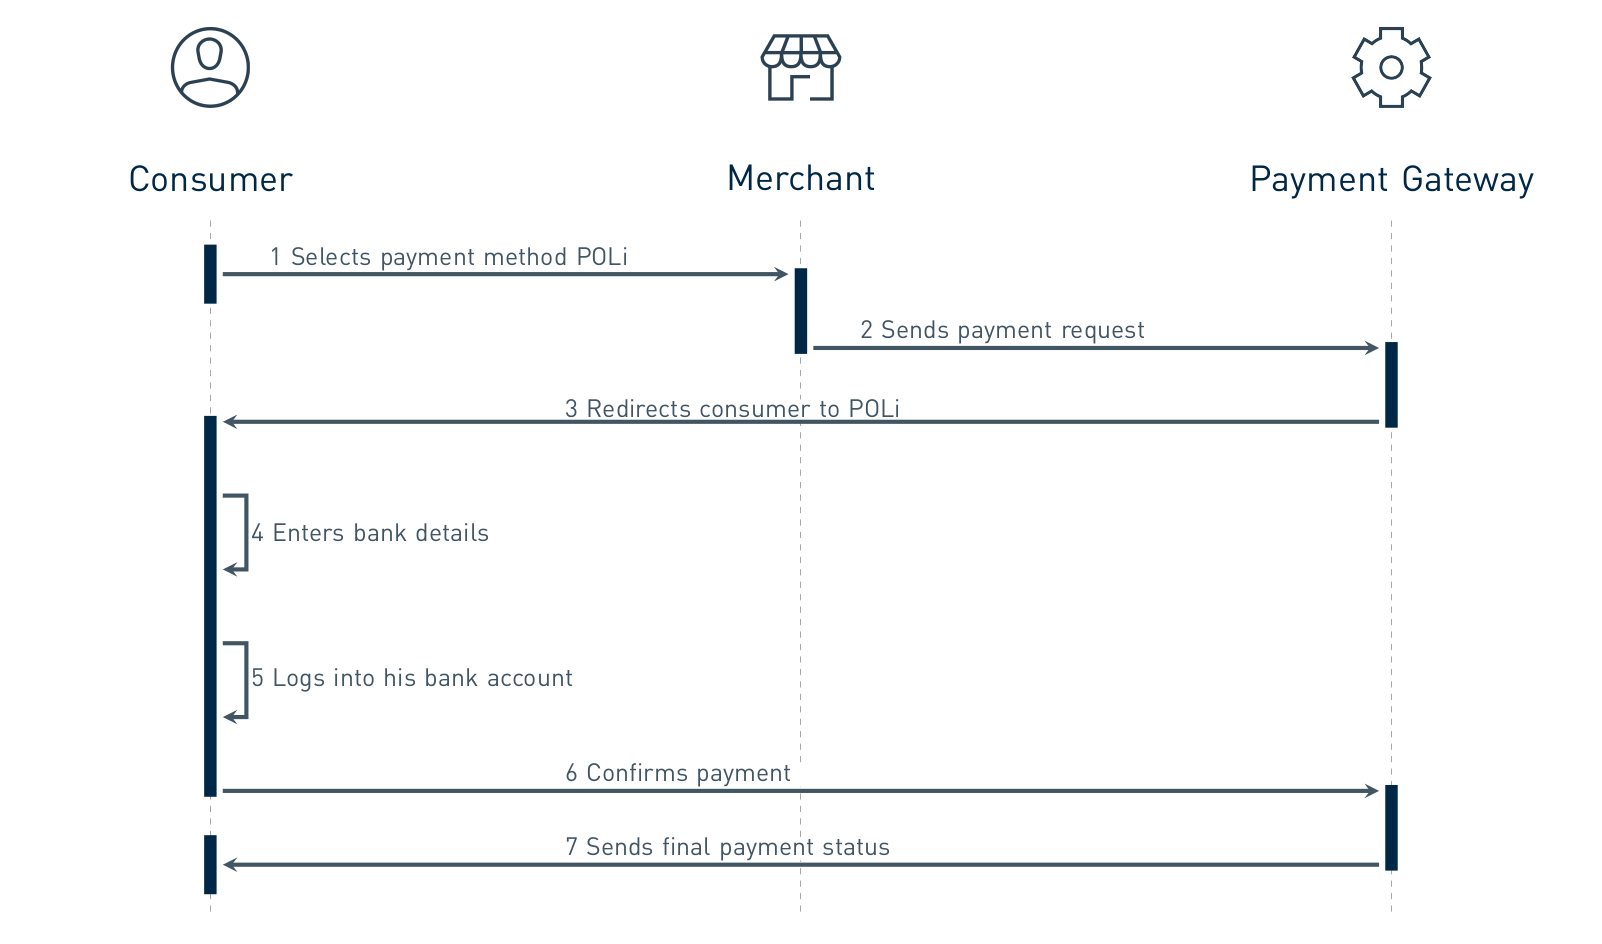 Consumer
Merchant
Payment Gateway
1 Selects payment method POLi
2 Sends payment request
3 Redirects consumer to POLi
4 Enters bank details
5 Logs into his bank account
6 Confirms payment
7 Sends final payment status